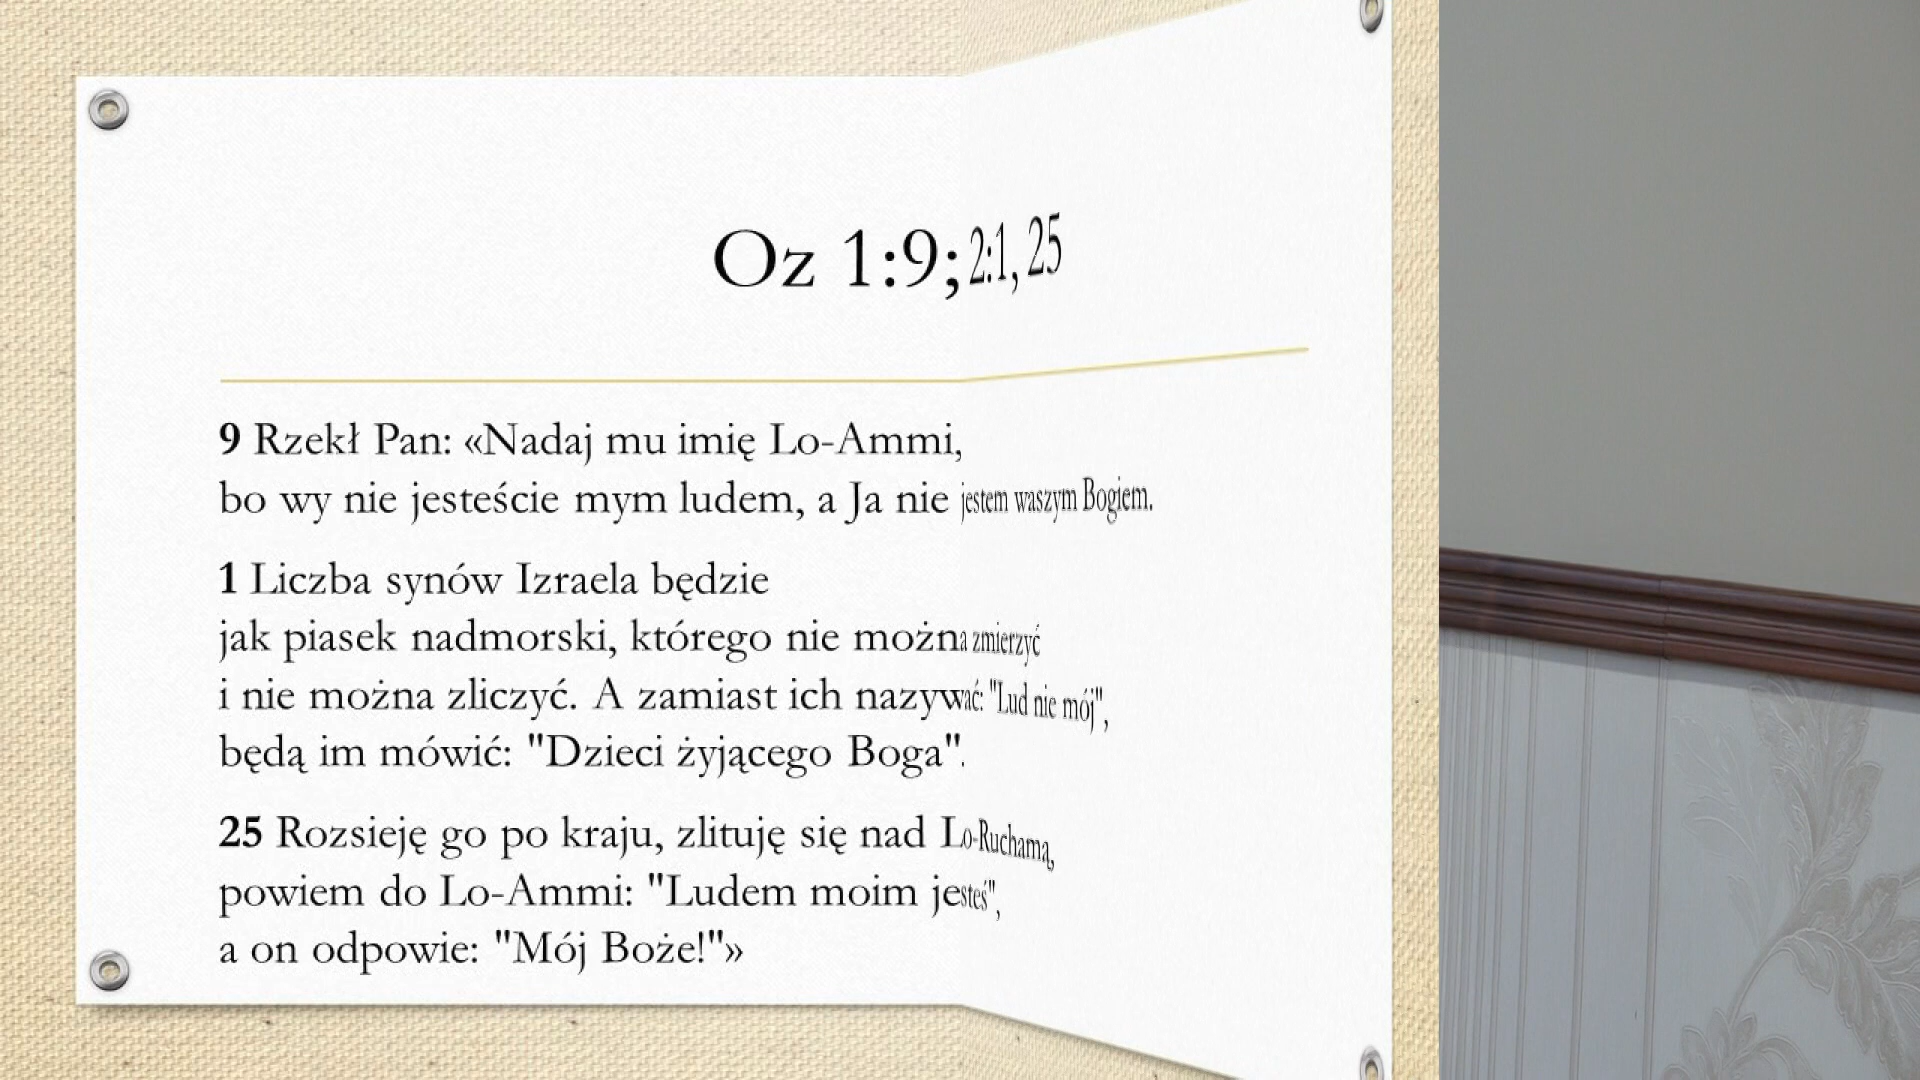 Oz 1:9; 2:1, 25
9 Rzekł Pan: «Nadaj mu imię Lo-Ammi,
bo wy nie jesteście mym ludem, a Ja nie jestem waszym Bogiem.
1 Liczba synów Izraela będzie
jak piasek nadmorski, którego nie można zmierzyć
i nie można zliczyć. A zamiast ich nazywać: "Lud nie mój",
będą im mówić: "Dzieci żyjącego Boga".
25 Rozsieję go po kraju, zlituję się nad Lo-Ruchamą,
powiem do Lo-Ammi: "Ludem moim jesteś",
a on odpowie: "Mój Boże!"»